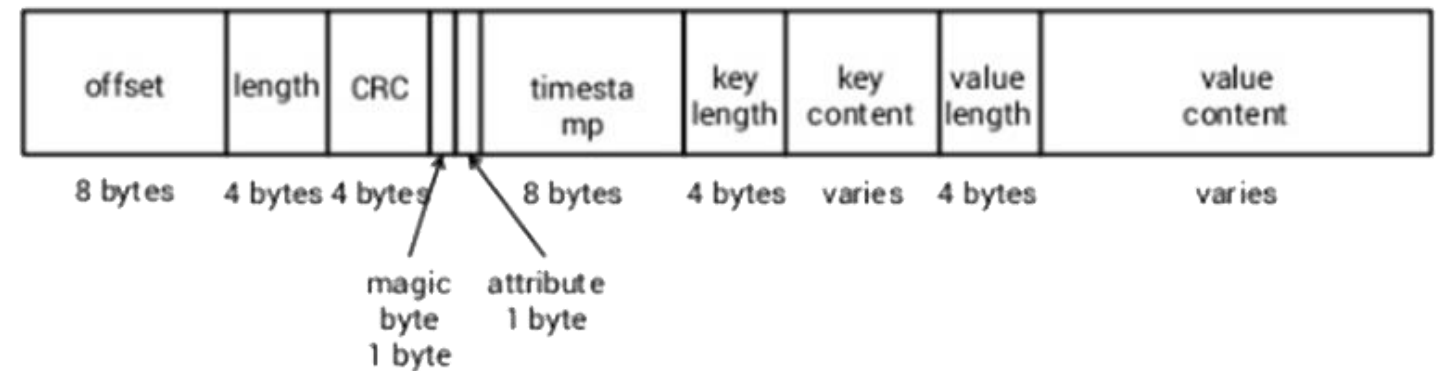 offset
length
CRC
timesta
mp
key
length
key
content
value
length
value
content
8 bytes
4 bytes
4 bytes
8 bytes
4 bytes
varies
4 bytes
varies
magic
byte
1 byte
attribute
1 byte